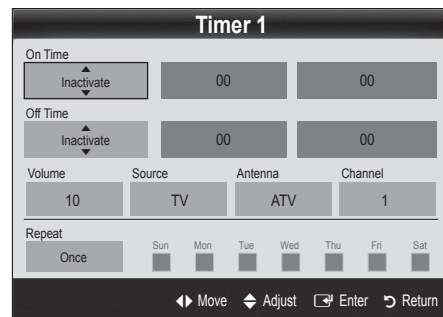 Timer 1
On Time
Inactivate 00 00
Off Time
Inactivate 00 00
Volume Source Antenna Channel
10 TV ATV 1
Repeat
Once Sun Mon Tue Wed Thu Fri Sat
Move Adjust Enter Return